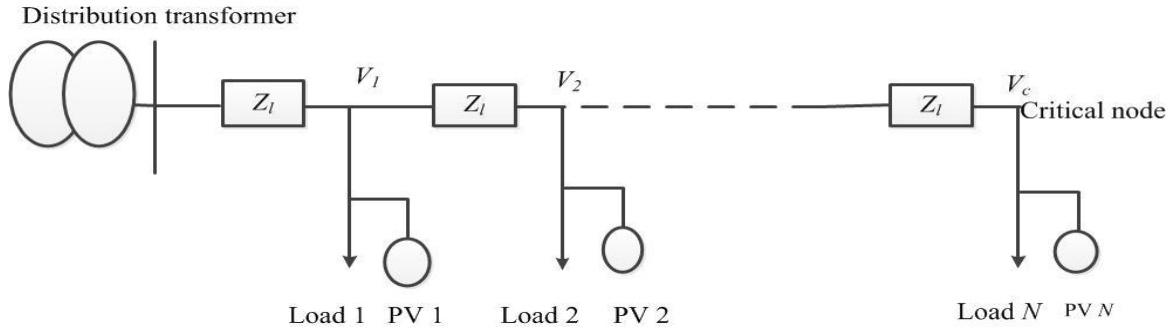 Distribution transformer
Z_l
V_1
Z_l
V_2
Z_l
V_c
Critical node
Load 1
PV 1
Load 2
PV 2
Load N
PV N